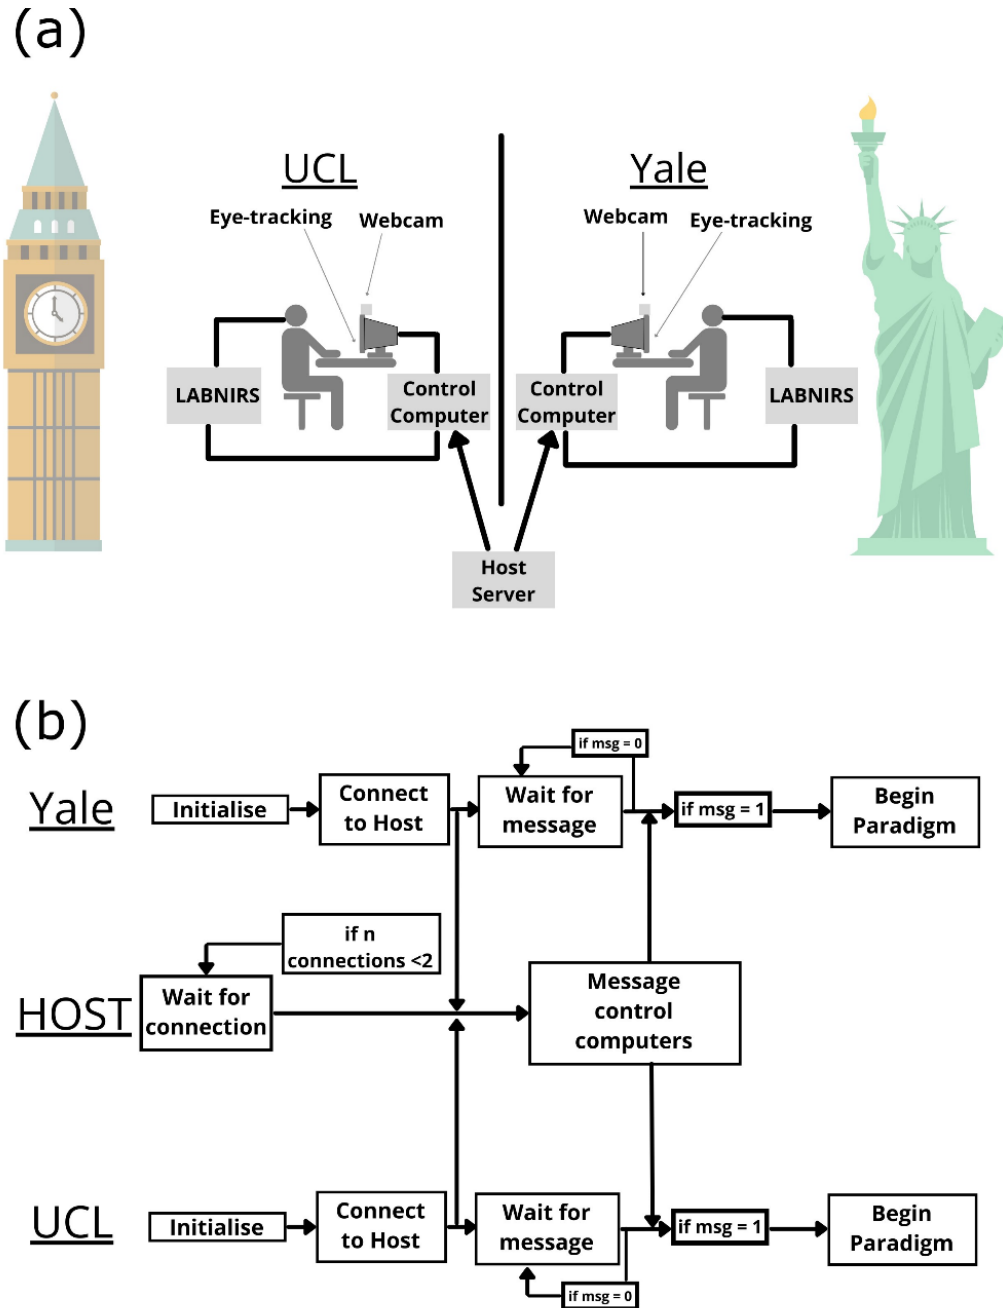 (a)
UCL
Yale
Eye-tracking
Webcam
Webcam
Eye-tracking
LABNIRS
Control
Computer
Control
Computer
LABNIRS
Host
Server
(b)
Yale
Initialise
Connect
to Host
Wait for
message
if msg = 0
if msg = 1
Begin
Paradigm
HOST
if n
connections <2
Wait for
connection
Message
control
computers
UCL
Initialise
Connect
to Host
Wait for
message
if msg = 0
if msg = 1
Begin
Paradigm